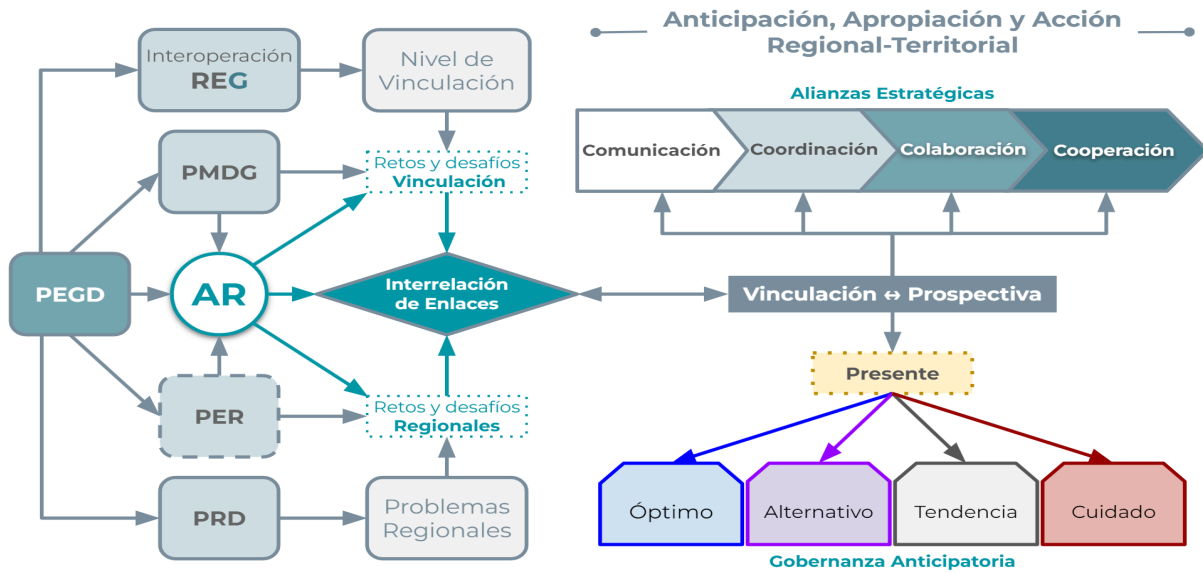 Anticipación, Apropiación y Acción
Regional-Territorial
Interoperación
REG
Nivel de
Vinculación
Alianzas Estratégicas
Comunicación
Coordinación
Colaboración
Cooperación
PMDG
Retos y desafíos
Vinculación
PEGD
AR
Interrelación
de Enlaces
Vinculación ↔ Prospectiva
PER
Retos y desafíos
Regionales
Presente
PRD
Problemas
Regionales
Óptimo
Alternativo
Tendencia
Cuidado
Gobernanza Anticipatoria